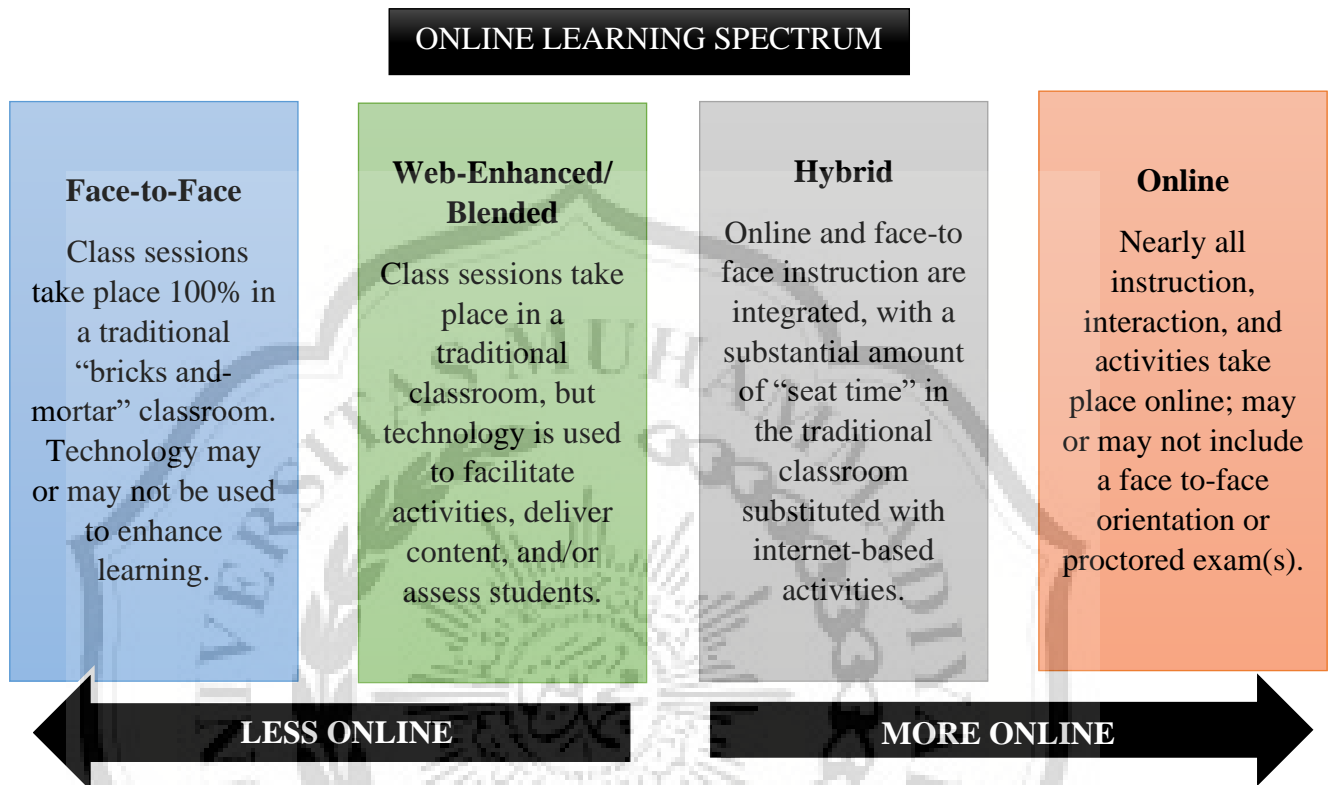 ONLINE LEARNING SPECTRUM
Face-to-Face
Class sessions
take place 100% in
a traditional
“bricks and-
mortar” classroom.
Technology may
or may not be used
to enhance
learning.
Web-Enhanced/
Blended
Class sessions take
place in a
traditional
classroom, but
technology is used
to facilitate
activities, deliver
content, and/or
assess students.
Hybrid
Online and face-to
face instruction are
integrated, with a
substantial amount
of “seat time” in
the traditional
classroom
substituted with
internet-based
activities.
Online
Nearly all
instruction,
interaction, and
activities take
place online; may
or may not include
a face to-face
orientation or
proctored exam(s).
LESS ONLINE
MORE ONLINE